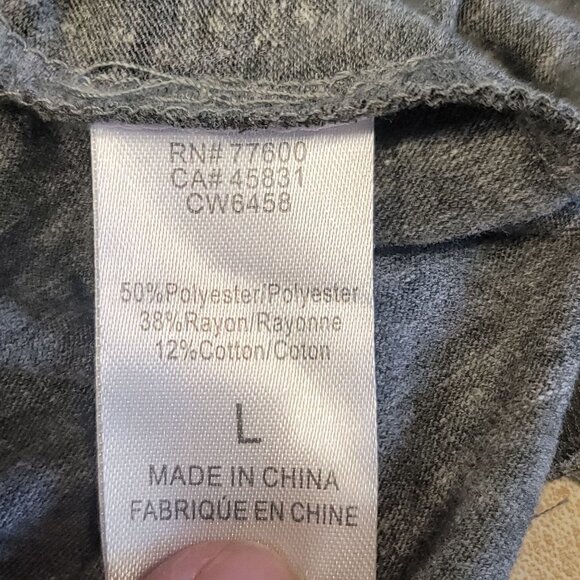 RN# 77600
CA# 45831
CW6458
50%Polyester/Polyester
38%Rayon/Rayonne
12%Cotton/Coton
L
MADE IN CHINA
FABRIQÚE EN CHINE